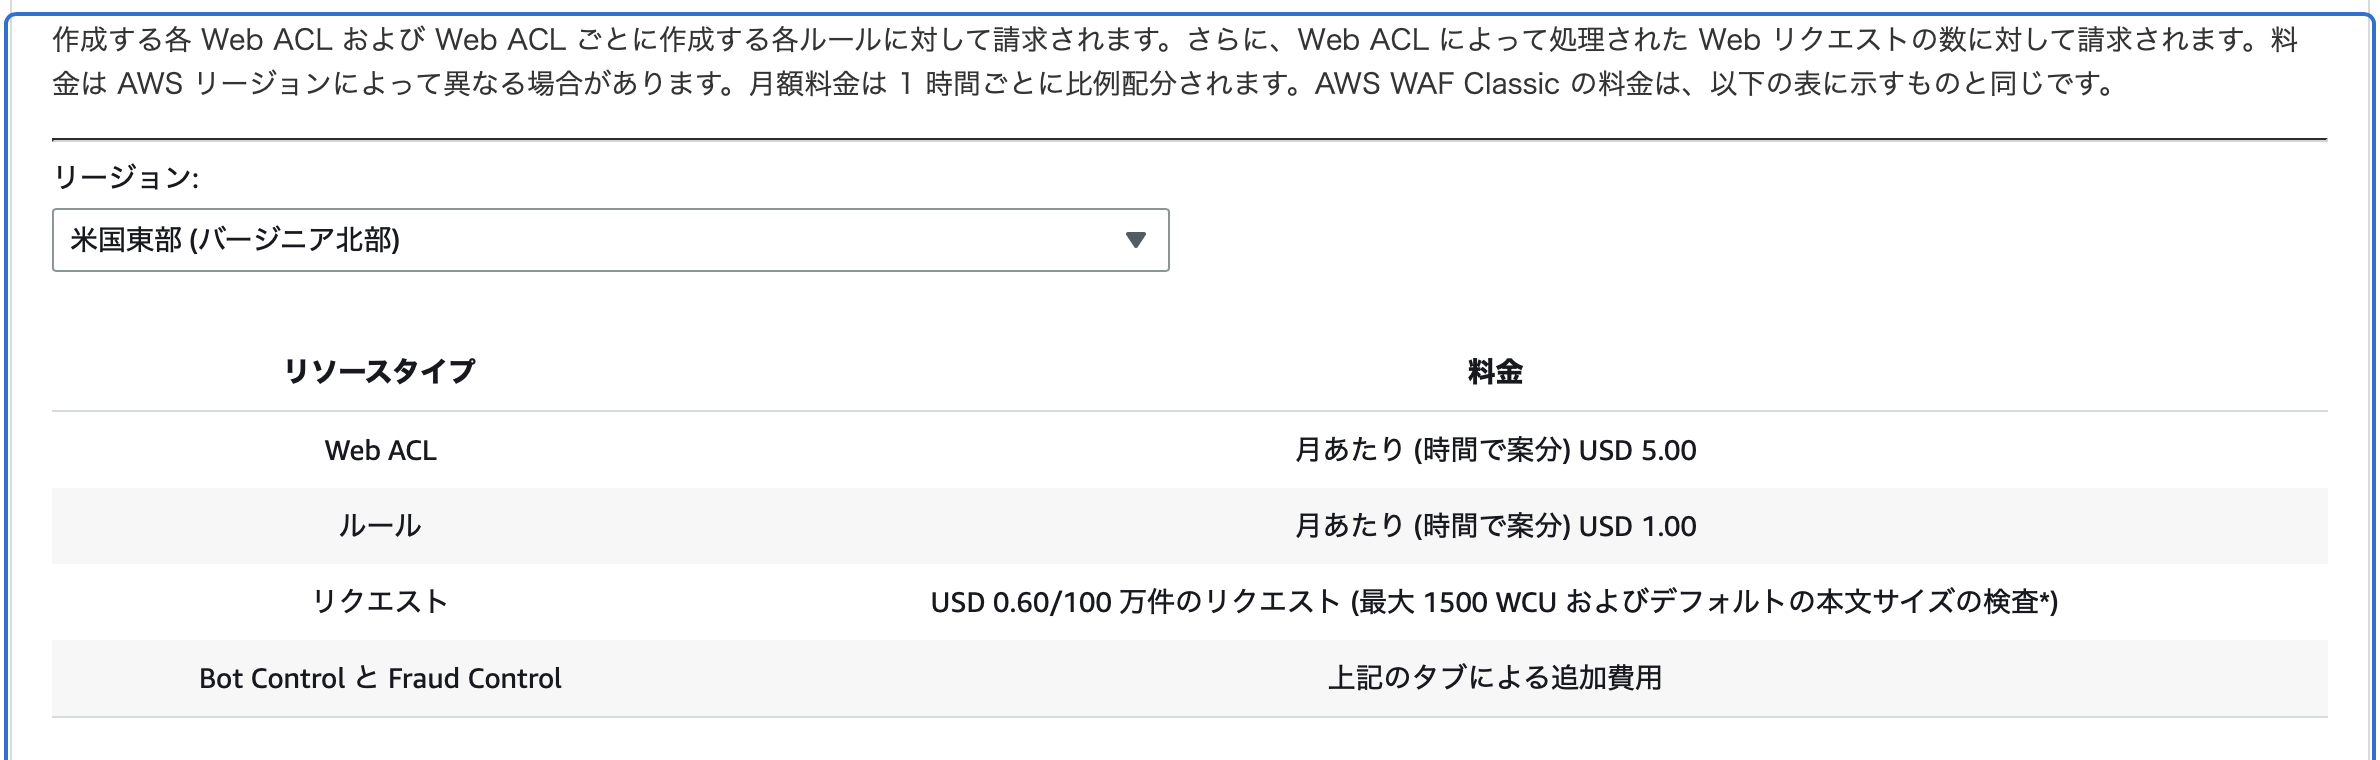 作成する各 Web ACL および Web ACL ごとに作成する各ルールに対して請求されます。さらに、Web ACL によって処理された Web リクエストの数に対して請求されます。料
金は AWS リージョンによって異なる場合があります。月額料金は 1 時間ごとに比例配分されます。AWS WAF Classic の料金は、以下の表に示すものと同じです。
リージョン:
米国東部 (バージニア北部)
リソースタイプ 料金
Web ACL 月あたり (時間で案分) USD 5.00
ルール 月あたり (時間で案分) USD 1.00
リクエスト USD 0.60/100 万件のリクエスト (最大 1500 WCU およびデフォルトの本文サイズの検査*)
Bot Control と Fraud Control 上記のタブによる追加費用